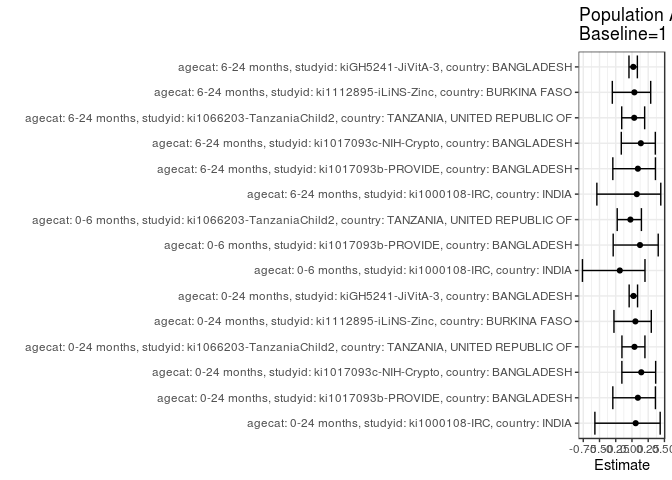 Population A
Baseline=1
agecat: 6-24 months, studyid: kiGH5241-JiVitA-3, country: BANGLADESH
agecat: 6-24 months, studyid: ki1112895-iLiNS-Zinc, country: BURKINA FASO
agecat: 6-24 months, studyid: ki1066203-TanzaniaChild2, country: TANZANIA, UNITED REPUBLIC OF
agecat: 6-24 months, studyid: ki1017093c-NIH-Crypto, country: BANGLADESH
agecat: 6-24 months, studyid: ki1017093b-PROVIDE, country: BANGLADESH
agecat: 6-24 months, studyid: ki1000108-IRC, country: INDIA
agecat: 0-6 months, studyid: ki1066203-TanzaniaChild2, country: TANZANIA, UNITED REPUBLIC OF
agecat: 0-6 months, studyid: ki1017093b-PROVIDE, country: BANGLADESH
agecat: 0-6 months, studyid: ki1000108-IRC, country: INDIA
agecat: 0-24 months, studyid: kiGH5241-JiVitA-3, country: BANGLADESH
agecat: 0-24 months, studyid: ki1112895-iLiNS-Zinc, country: BURKINA FASO
agecat: 0-24 months, studyid: ki1066203-TanzaniaChild2, country: TANZANIA, UNITED REPUBLIC OF
agecat: 0-24 months, studyid: ki1017093c-NIH-Crypto, country: BANGLADESH
agecat: 0-24 months, studyid: ki1017093b-PROVIDE, country: BANGLADESH
agecat: 0-24 months, studyid: ki1000108-IRC, country: INDIA
-0.75 -0.50 -0.25 0.00 0.25 0.50
Estimate